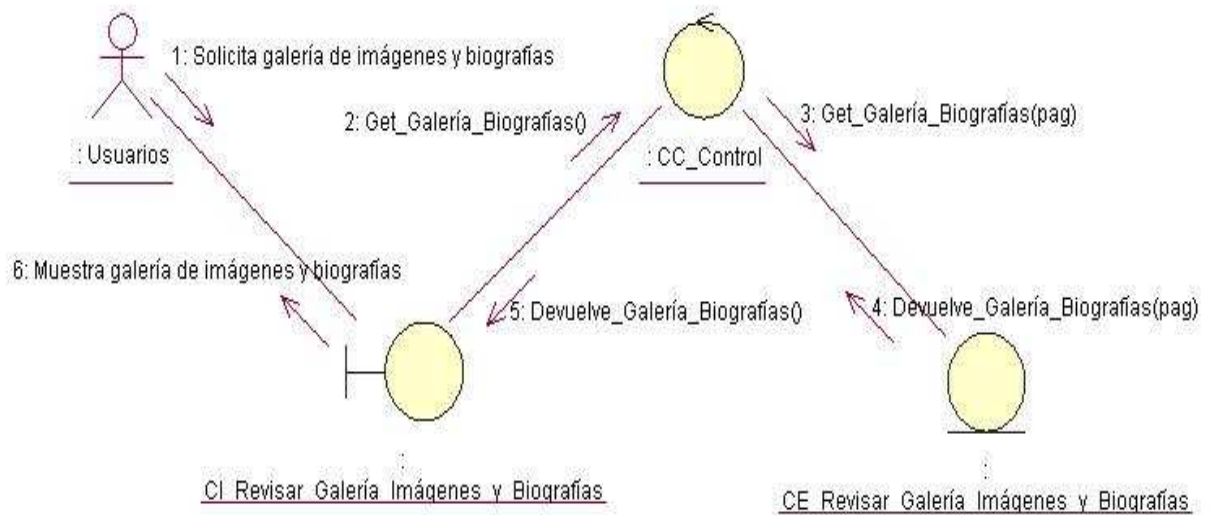 1: Solicita galería de imágenes y biografías
2: Get_Galería_Biografías()
3: Get_Galería_Biografías(pag)
: Usuarios
: CC_Control
6: Muestra galería de imágenes y biografías
5: Devuelve_Galería_Biografías()
4: Devuelve_Galería_Biografías(pag)
:
CI_Revisar_Galería_Imágenes_y_Biografías
:
CE_Revisar_Galería_Imágenes_y_Biografías